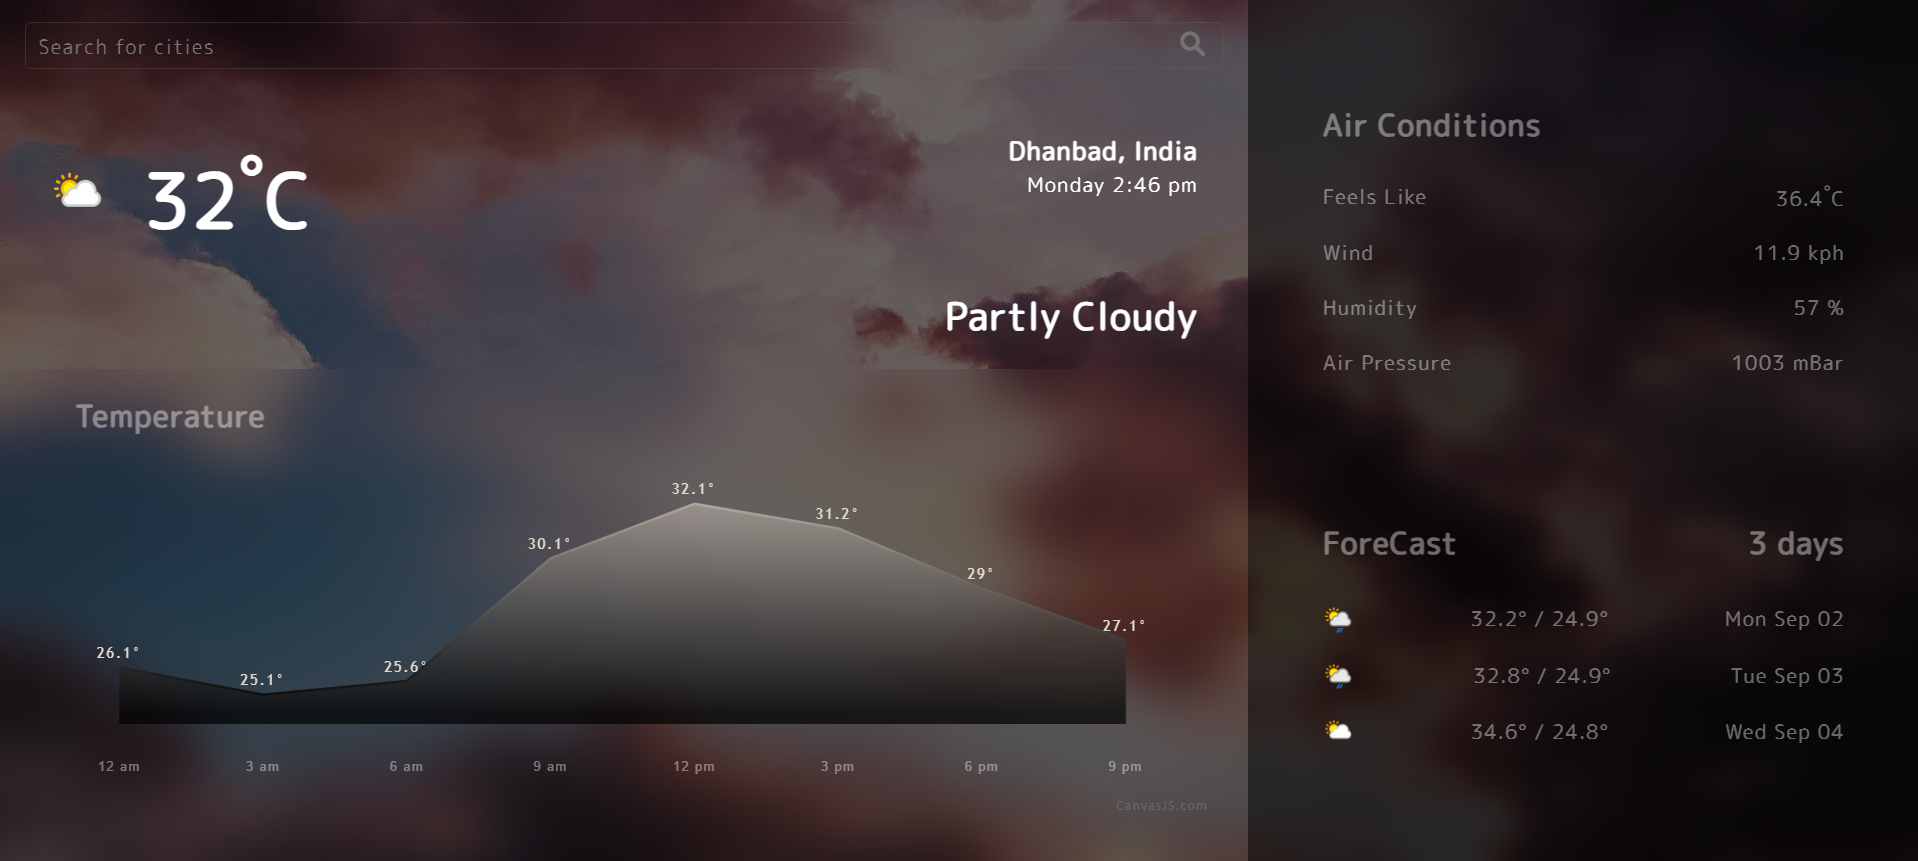 Search for cities
32°C
Dhanbad, India
Monday 2:46 pm
Partly Cloudy
Temperature
32.1°
31.2°
30.1°
29°
27.1°
26.1°
25.6°
25.1°
12 am 3 am 6 am 9 am 12 pm 3 pm 6 pm 9 pm
CanvasJS.com
Air Conditions
Feels Like 36.4°C
Wind 11.9 kph
Humidity 57 %
Air Pressure 1003 mBar
ForeCast 3 days
32.2° / 24.9° Mon Sep 02
32.8° / 24.9° Tue Sep 03
34.6° / 24.8° Wed Sep 04